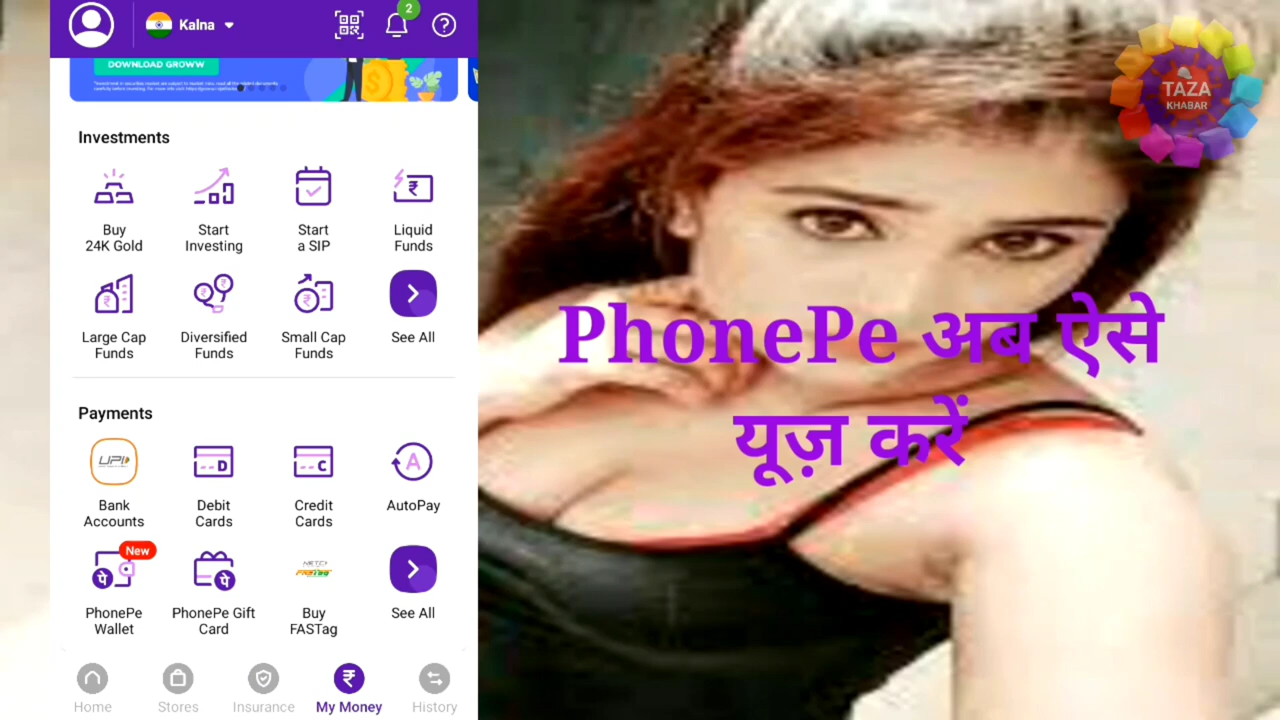 Kalna
2
DOWNLOAD GROWW
Investments
Buy
24K Gold
Start
Investing
Start
a SIP
Liquid
Funds
Large Cap
Funds
Diversified
Funds
Small Cap
Funds
See All
Payments
UPI
Bank
Accounts
D
Debit
Cards
C
Credit
Cards
A
AutoPay
New
पे
PhonePe
Wallet
पे
PhonePe Gift
Card
Buy
FASTag
See All
Home
Stores
Insurance
My Money
History
TAZA
KHABAR
PhonePe अब ऐसे
यूज़ करें